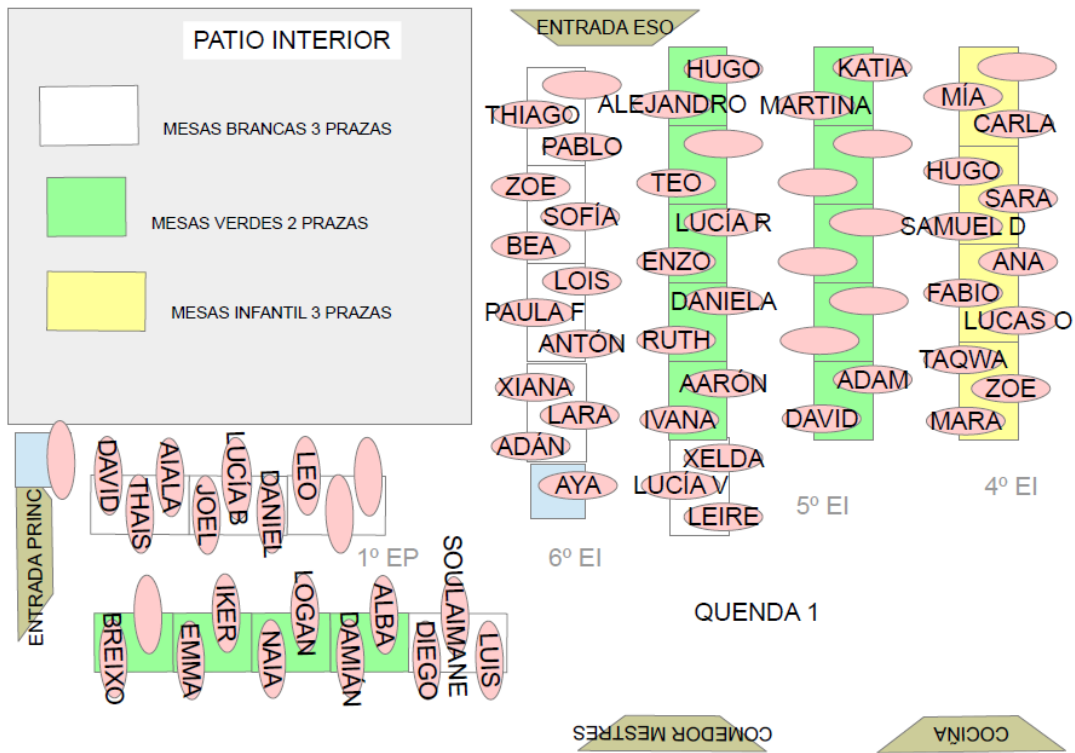 PATIO INTERIOR
MESAS BRANCAS 3 PRAZAS
MESAS VERDES 2 PRAZAS
MESAS INFANTIL 3 PRAZAS
ENTRADA ESO
THIAGO
PABLO
ZOE
SOFÍA
BEA
LOIS
PAULA F
ANTÓN
XIANA
LARA
ADÁN
AYA
6º EI
HUGO
ALEJANDRO
TEO
LUCÍA R
ENZO
DANIELA
RUTH
AARÓN
IVANA
XELDA
LUCÍA V
LEIRE
KATIA
MARTINA
ADAM
DAVID
5º EI
MÍA
CARLA
HUGO
SARA
SAMUEL D
ANA
FABIO
LUCAS O
TAQWA
ZOE
MARA
4º EI
ENTRADA PRINC
DAVID
THAIS
AIALA
JOEL
LUCÍA B
DANIEL
LEO
1º EP
BREIXO
EMMA
IKER
NAIA
LOGAN
DAMIÁN
ALBA
DIEGO
SOULAIMANE
LUIS
QUENDA 1
COMEDOR MESTRES
COCIÑA